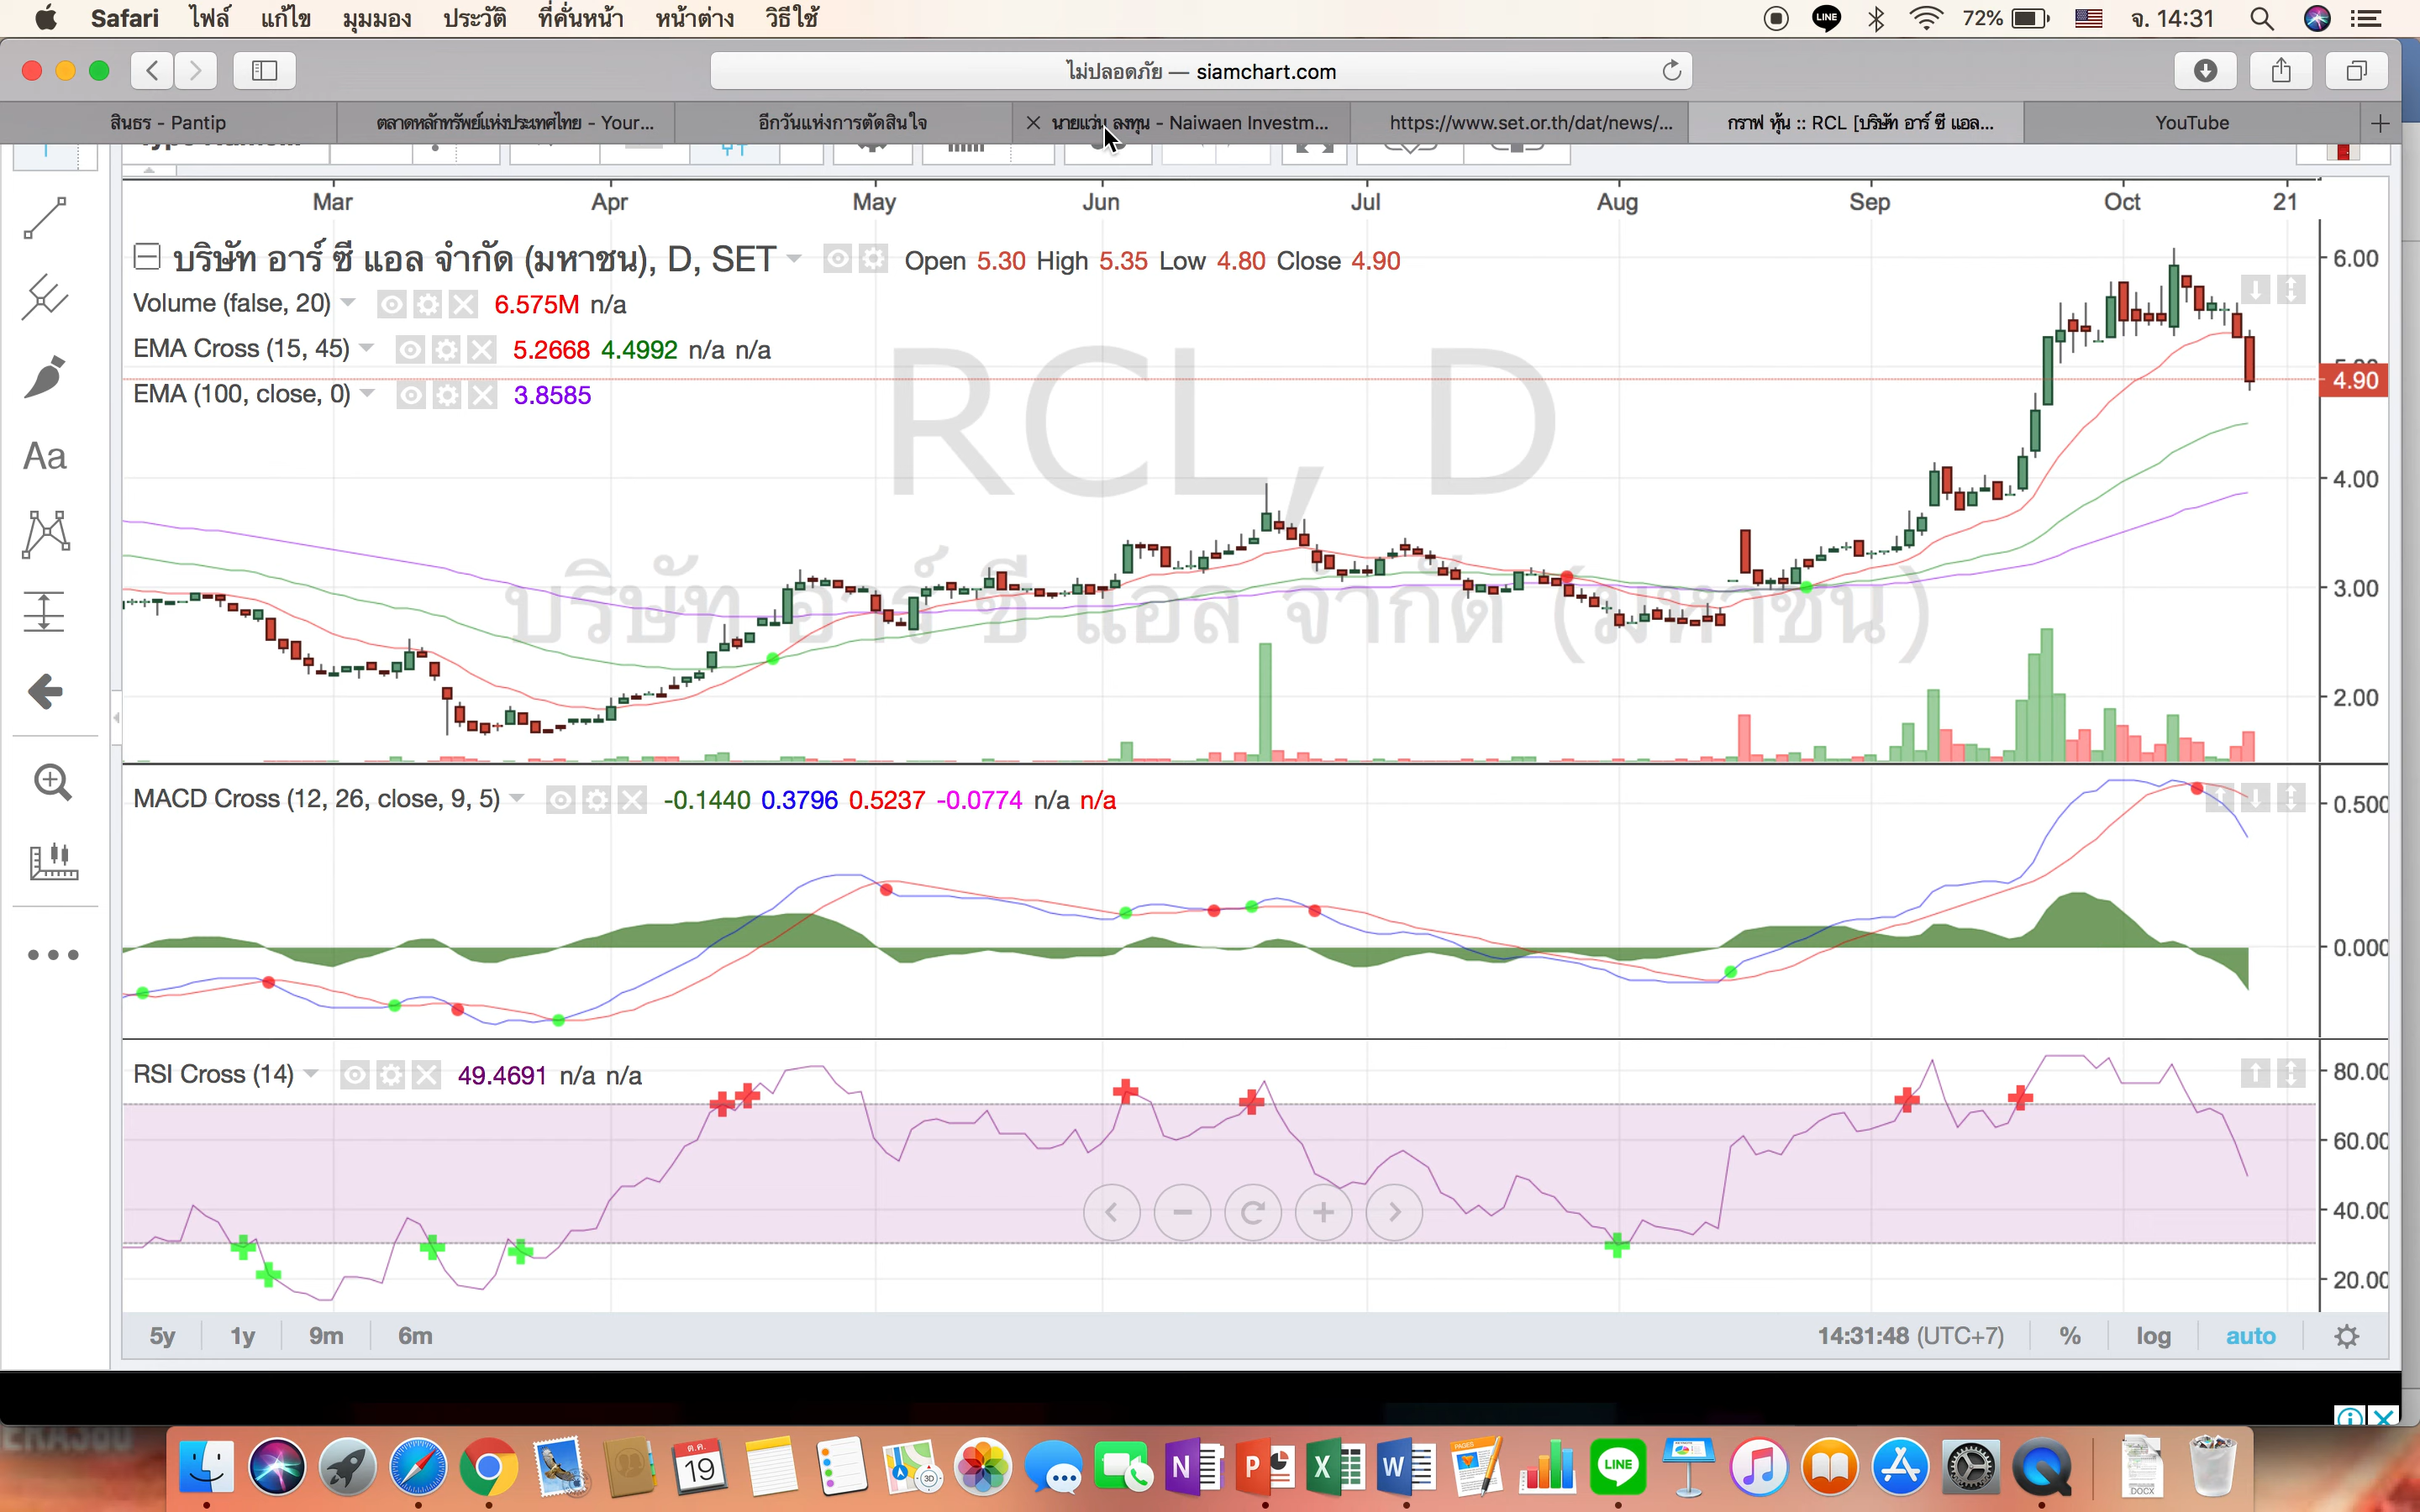 Safari ไฟล์ แก้ไข มุมมอง ประวัติ ที่คั่นหน้า หน้าต่าง วิธีใช้ LINE 72% จ. 14:31
ไม่ปลอดภัย — siamchart.com
สินธร - Pantip ตลาดหลักทรัพย์แห่งประเทศไทย - Your... อีกวันแห่งการตัดสินใจ นายแว่น ลงทุน - Naiwaen Investm... https://www.set.or.th/dat/news/... กราฟ หุ้น :: RCL [บริษัท อาร์ ซี แอล... YouTube
Mar Apr May Jun Jul Aug Sep Oct 21
บริษัท อาร์ ซี แอล จำกัด (มหาชน), D, SET Open 5.30 High 5.35 Low 4.80 Close 4.90
Volume (false, 20) 6.575M n/a
EMA Cross (15, 45) 5.2668 4.4992 n/a n/a
EMA (100, close, 0) 3.8585
RCL, D
บริษัท อาร์ ซี แอล จำกัด (มหาชน)
6.00
4.90
4.00
3.00
2.00
Aa
MACD Cross (12, 26, close, 9, 5) -0.1440 0.3796 0.5237 -0.0774 n/a n/a
0.500
0.000
RSI Cross (14) 49.4691 n/a n/a
80.00
60.00
40.00
20.00
5y 1y 9m 6m 14:31:48 (UTC+7) % log auto
ต.ค.
19
3D
N P X W
PAGES
LINE
DOCX